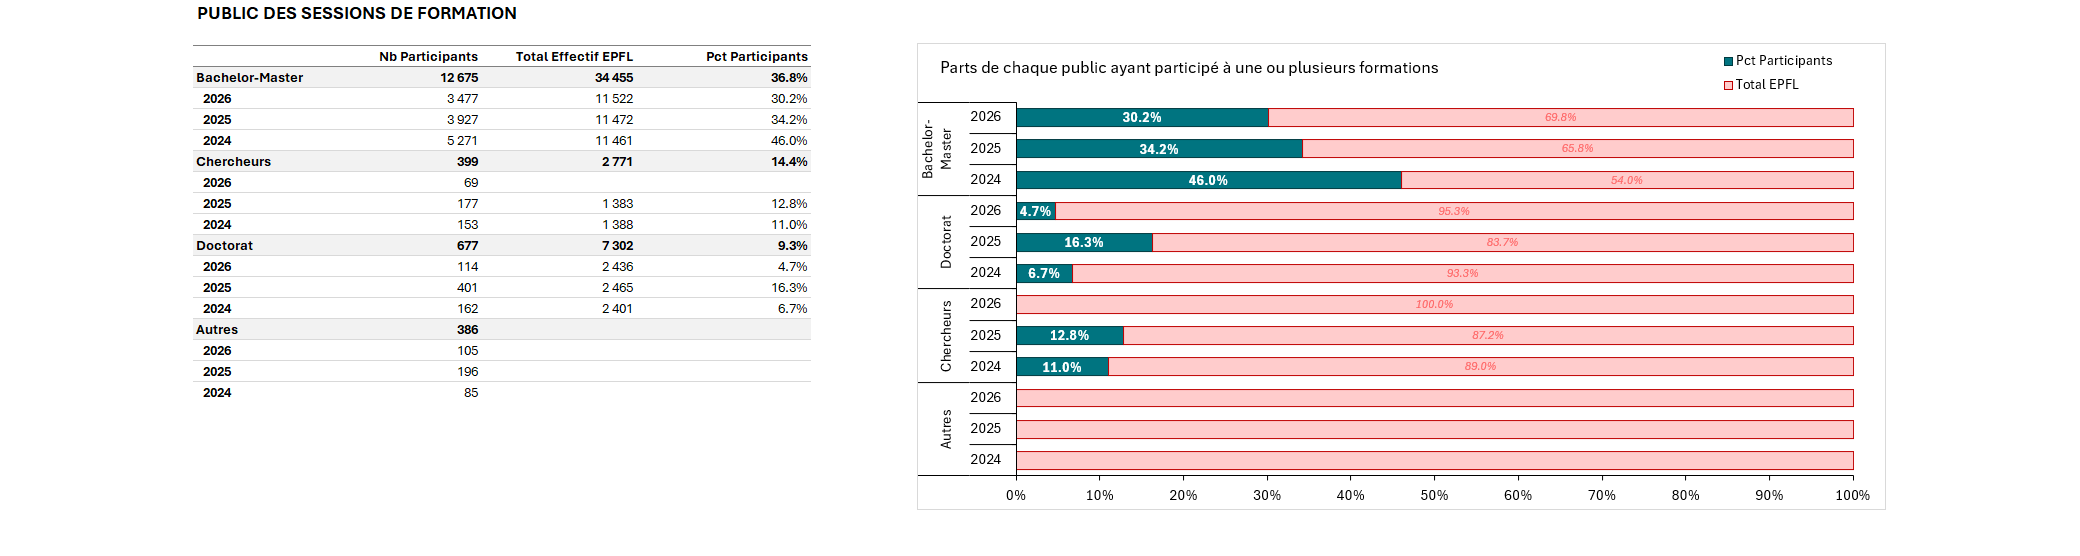 PUBLIC DES SESSIONS DE FORMATION
Nb Participants Total Effectif EPFL Pct Participants
Bachelor-Master 12 675 34 455 36.8%
2026 3 477 11 522 30.2%
2025 3 927 11 472 34.2%
2024 5 271 11 461 46.0%
Chercheurs 399 2 771 14.4%
2026 69
2025 177 1 383 12.8%
2024 153 1 388 11.0%
Doctorat 677 7 302 9.3%
2026 114 2 436 4.7%
2025 401 2 465 16.3%
2024 162 2 401 6.7%
Autres 386
2026 105
2025 196
2024 85
Parts de chaque public ayant participé à une ou plusieurs formations
Pct Participants
Total EPFL
Bachelor-
Master
2026 30.2% 69.8%
2025 34.2% 65.8%
2024 46.0% 54.0%
Doctorat
2026 4.7% 95.3%
2025 16.3% 83.7%
2024 6.7% 93.3%
Chercheurs
2026 100.0%
2025 12.8% 87.2%
2024 11.0% 89.0%
Autres
2026
2025
2024
0% 10% 20% 30% 40% 50% 60% 70% 80% 90% 100%